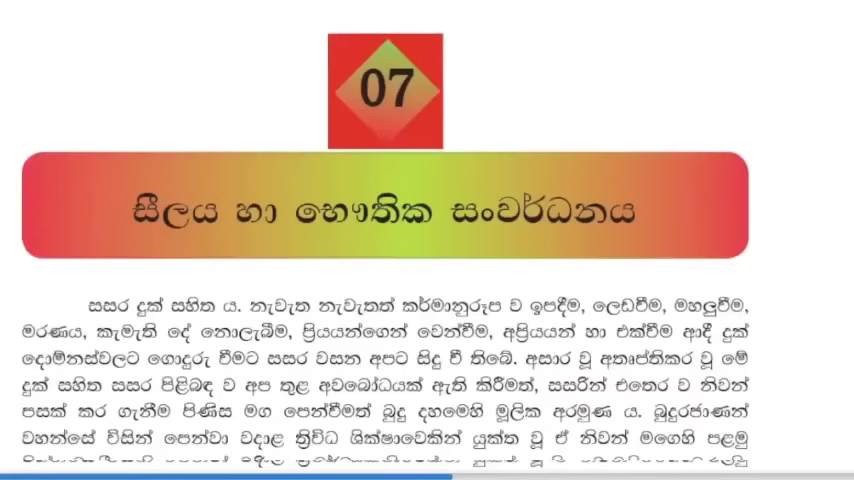 07
සීලය හා භෞතික සංවර්ධනය
සසර දුක් සහිත ය. නැවැත නැවැතත් කර්මානුරූප ව ඉපදීම, ලෙඩවීම, මහලුවීම,
මරණය, කැමැති දේ නොලැබීම, ප්‍රියයන්ගෙන් වෙන්වීම, අප්‍රියයන් හා එක්වීම ආදී දුක්
දොම්නස්වලට ගොදුරු වීමට සසර වසන අපට සිදු වී තිබේ. අසාර වූ අතෘප්තිකර වූ මේ
දුක් සහිත සසර පිළිබඳ ව අප තුළ අවබෝධයක් ඇති කිරීමත්, සසරින් එතෙර ව නිවන්
පසක් කර ගැනීම පිණිස මග පෙන්වීමත් බුදු දහමෙහි මූලික අරමුණ ය. බුදුරජාණන්
වහන්සේ විසින් පෙන්වා වදාළ ත්‍රිවිධ ශික්ෂාවෙකින් යුක්ත වූ ඒ නිවන් මගෙහි පළමු